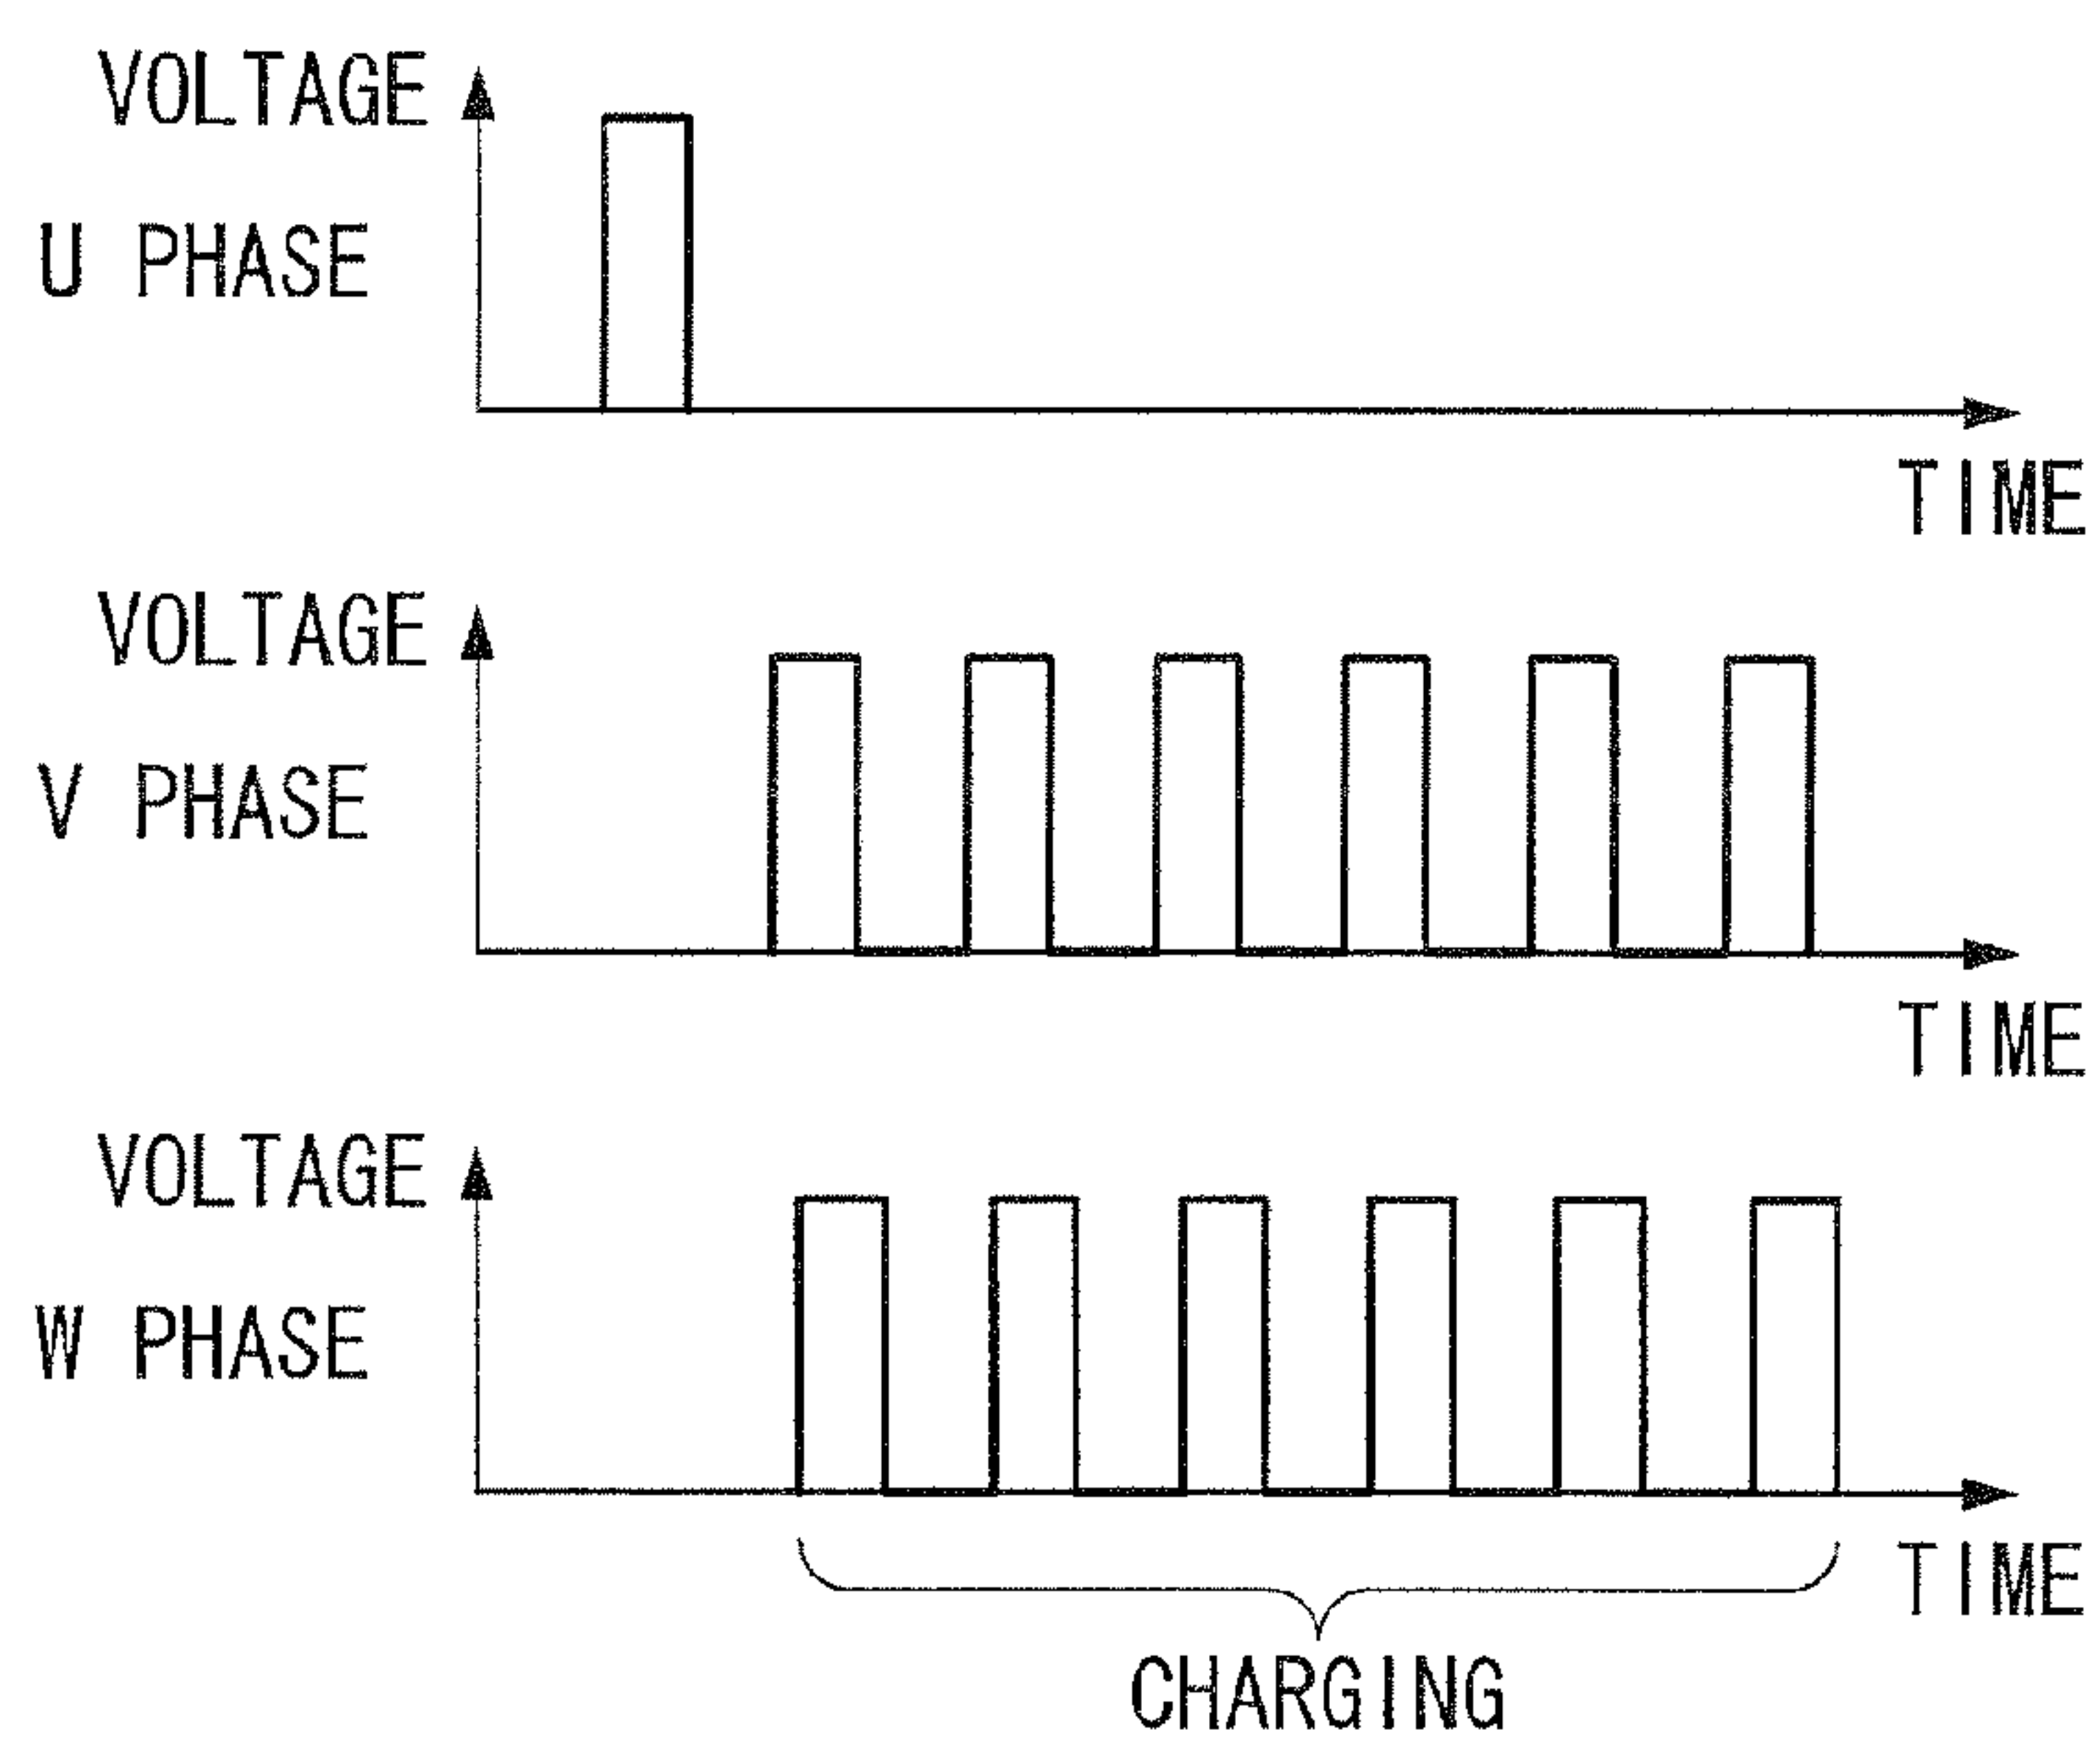 VOLTAGE
U PHASE
TIME
VOLTAGE
V PHASE
TIME
VOLTAGE
W PHASE
TIME
CHARGING